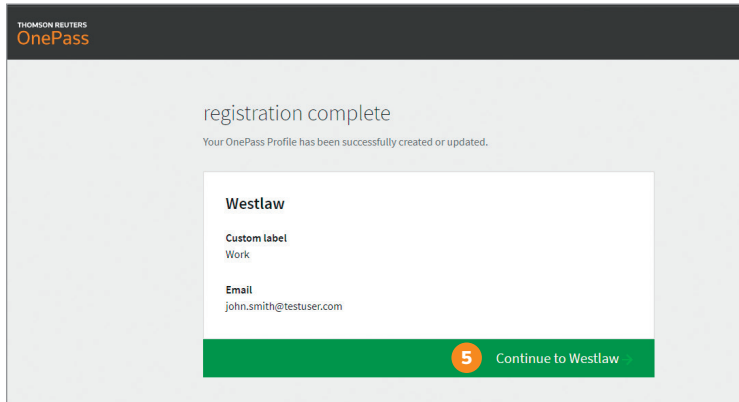 THOMSON REUTERS
OnePass
registration complete
Your OnePass Profile has been successfully created or updated.
Westlaw
Custom label
Work
Email
john.smith@testuser.com
5 Continue to Westlaw →